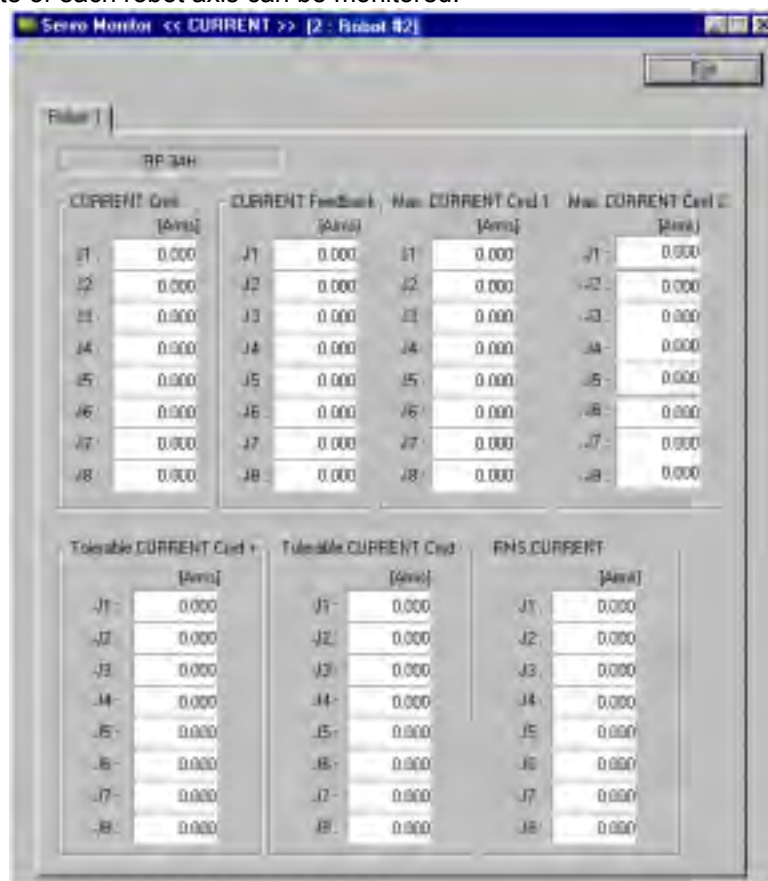 of each robot axis can be monitored.
Servo Monitor << CURRENT >> [2 : Robot #2]
Robot 1
CURRENT Cmd
CURRENT Feedback
Max. CURRENT Cmd 1
Max. CURRENT Cmd 2
[Arms] [Arms] [Arms] [Arms]
J1 : 0.000 J1 : 0.000 J1 : 0.000 J1 : 0.000
J2 : 0.000 J2 : 0.000 J2 : 0.000 J2 : 0.000
J3 : 0.000 J3 : 0.000 J3 : 0.000 J3 : 0.000
J4 : 0.000 J4 : 0.000 J4 : 0.000 J4 : 0.000
J5 : 0.000 J5 : 0.000 J5 : 0.000 J5 : 0.000
J6 : 0.000 J6 : 0.000 J6 : 0.000 J6 : 0.000
J7 : 0.000 J7 : 0.000 J7 : 0.000 J7 : 0.000
J8 : 0.000 J8 : 0.000 J8 : 0.000 J8 : 0.000
Tolerable CURRENT Cmd +
Tolerable CURRENT Cmd
RMS CURRENT
[Arms] [Arms] [Arms]
J1 : 0.000 J1 : 0.000 J1 : 0.000
J2 : 0.000 J2 : 0.000 J2 : 0.000
J3 : 0.000 J3 : 0.000 J3 : 0.000
J4 : 0.000 J4 : 0.000 J4 : 0.000
J5 : 0.000 J5 : 0.000 J5 : 0.000
J6 : 0.000 J6 : 0.000 J6 : 0.000
J7 : 0.000 J7 : 0.000 J7 : 0.000
J8 : 0.000 J8 : 0.000 J8 : 0.000